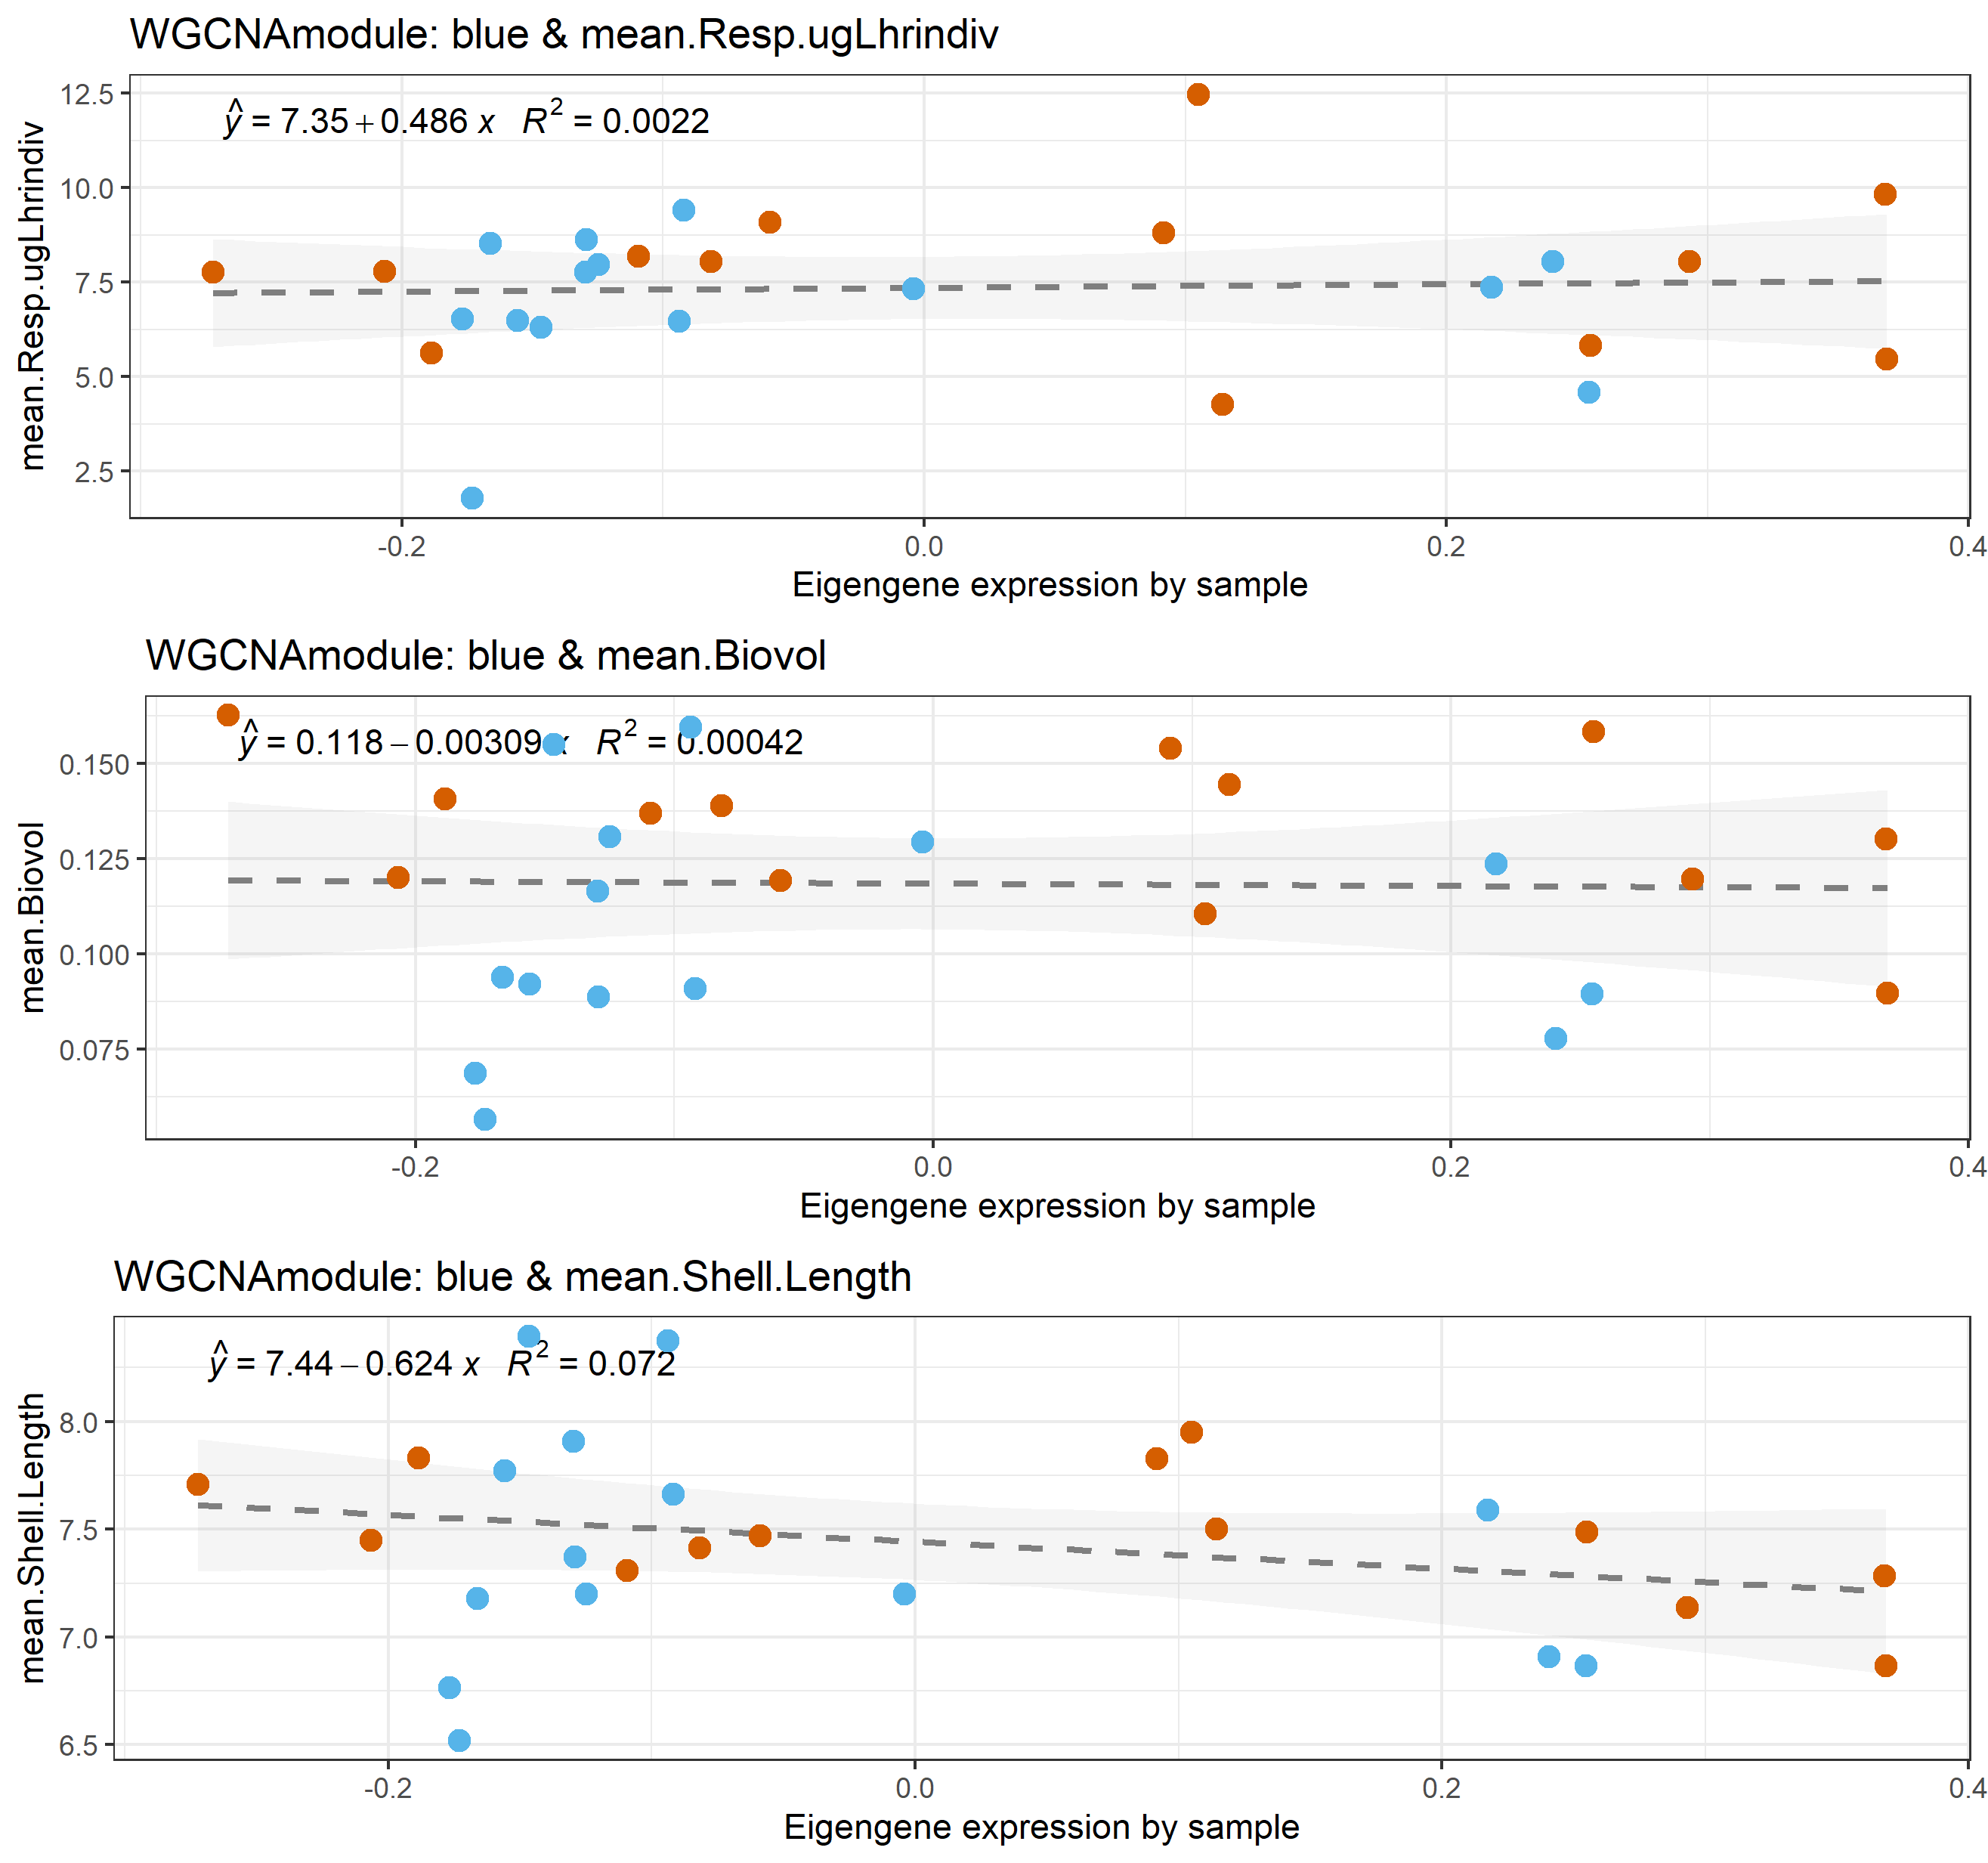 WGCNAmodule: blue & mean.Resp.ugLhrindiv
ŷ = 7.35 + 0.486 x R² = 0.0022
mean.Resp.ugLhrindiv
12.5
10.0
7.5
5.0
2.5
-0.2 0.0 0.2 0.4
Eigengene expression by sample
WGCNAmodule: blue & mean.Biovol
ŷ = 0.118 − 0.00309 x R² = 0.00042
mean.Biovol
0.150
0.125
0.100
0.075
-0.2 0.0 0.2 0.4
Eigengene expression by sample
WGCNAmodule: blue & mean.Shell.Length
ŷ = 7.44 − 0.624 x R² = 0.072
mean.Shell.Length
8.0
7.5
7.0
6.5
-0.2 0.0 0.2 0.4
Eigengene expression by sample